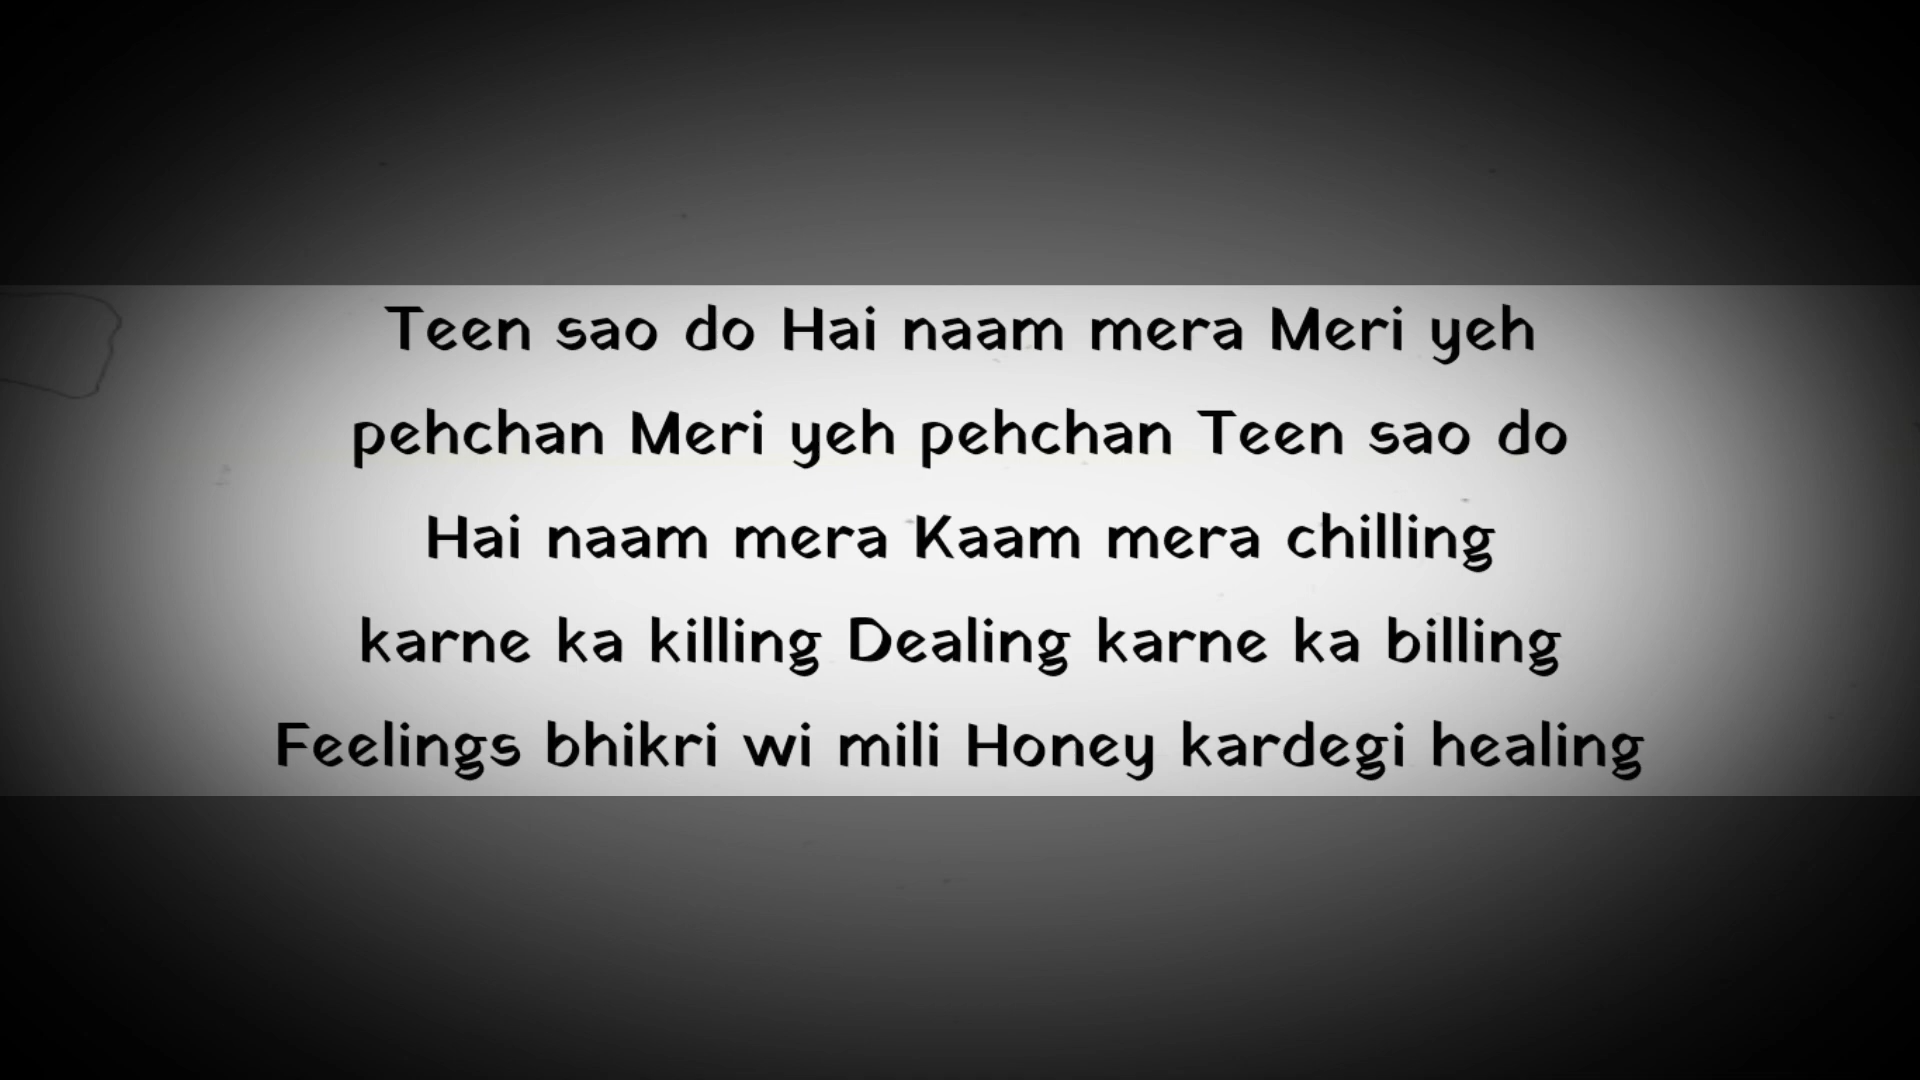 Teen sao do Hai naam mera Meri yeh
pehchan Meri yeh pehchan Teen sao do
Hai naam mera Kaam mera chilling
karne ka killing Dealing karne ka billing
Feelings bhikri wi mili Honey kardegi healing